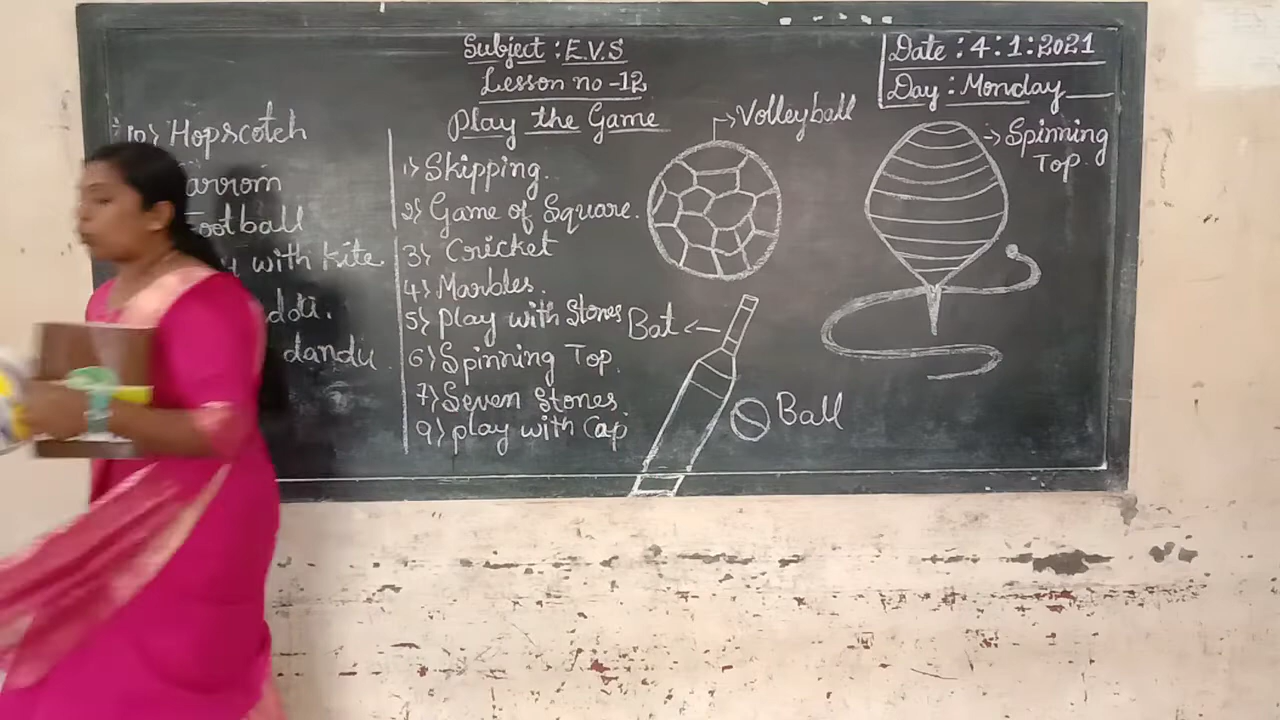 Subject : E.V.S
Lesson no - 12
Play the Game
Date : 4 : 1 : 2021
Day : Monday
10) Hopscotch
arrom
Football
with kite
ddi.
dandu.
1) Skipping.
2) Game of Square.
3) Cricket
4) Marbles.
5) Play with Stones
6) Spinning Top.
7) Seven Stones.
9) play with Cap
Volleyball
Bat
Ball
Spinning
Top.